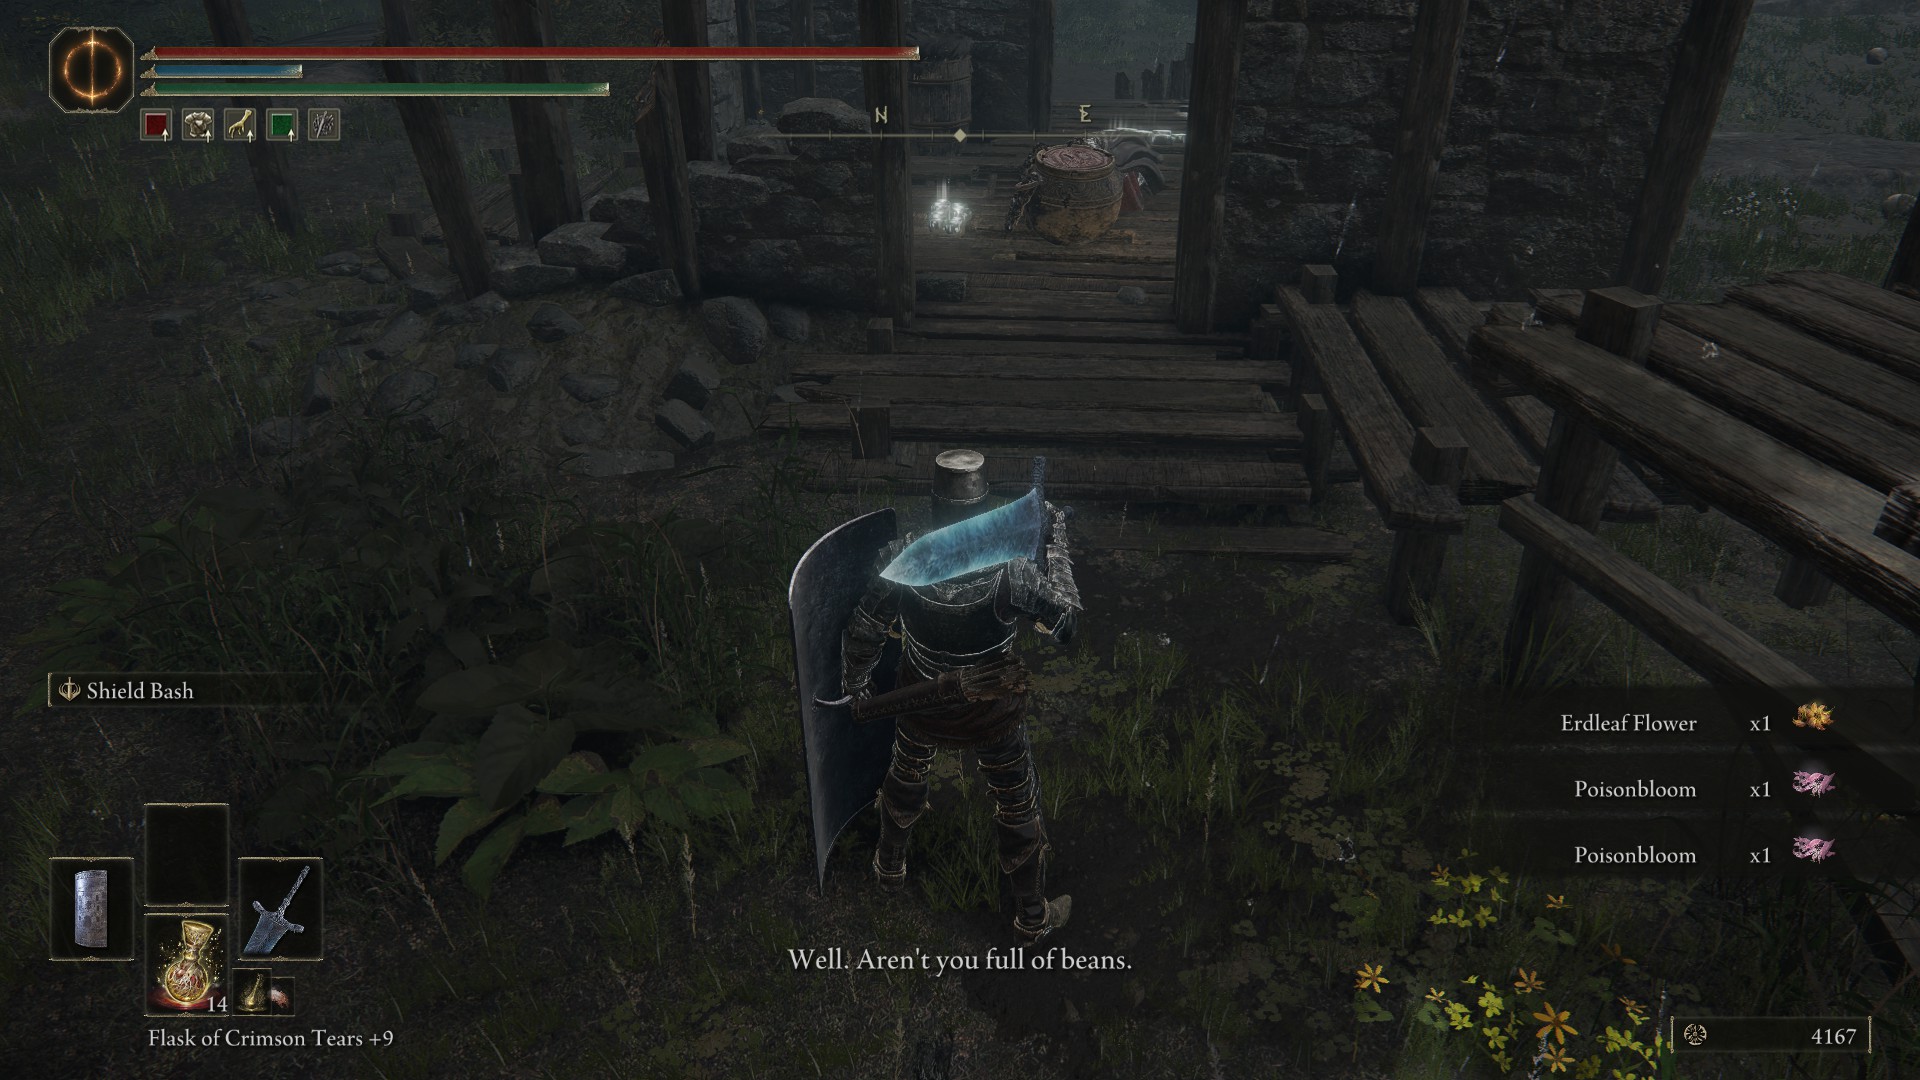 N
E
Shield Bash
Erdleaf Flower x1
Poisonbloom x1
Poisonbloom x1
Well. Aren't you full of beans.
14
Flask of Crimson Tears +9
4167